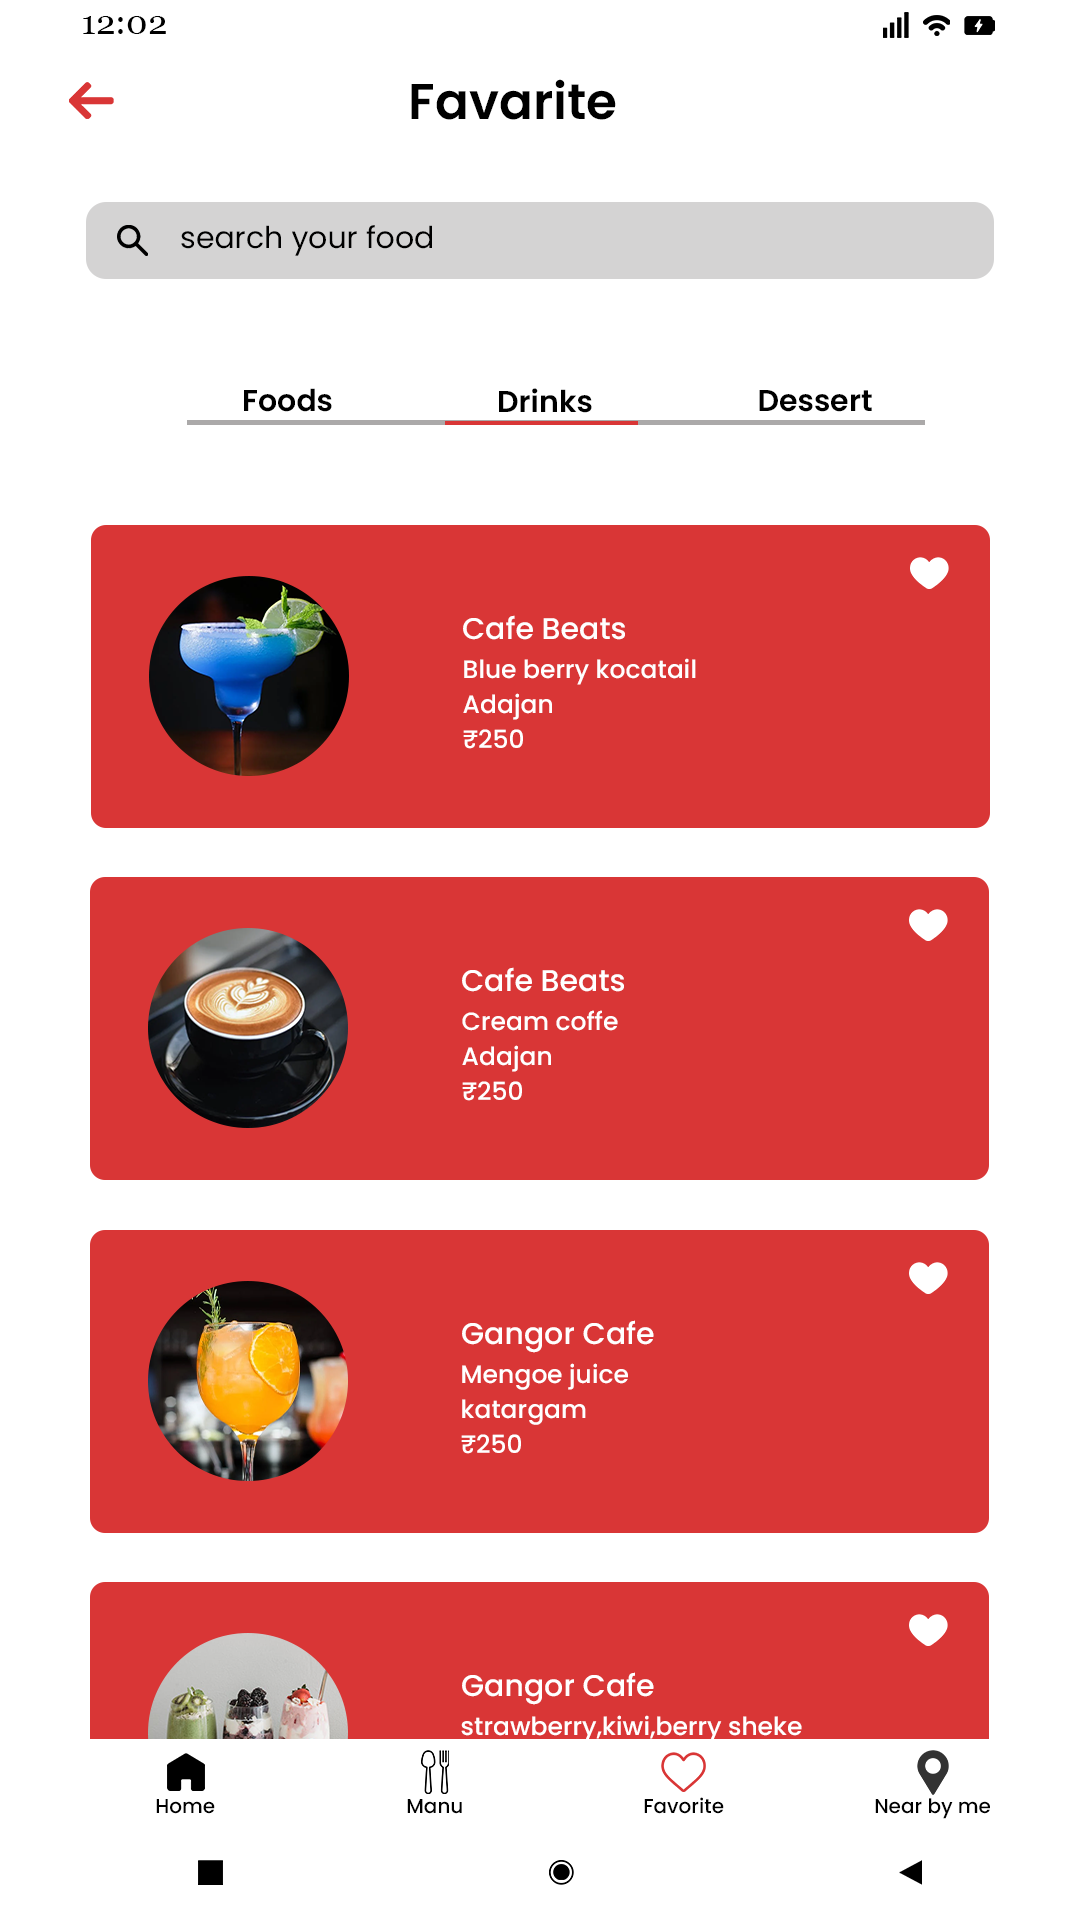 12:02
Favarite
search your food
Foods Drinks Dessert
Cafe Beats
Blue berry kocatail
Adajan
₹250
Cafe Beats
Cream coffe
Adajan
₹250
Gangor Cafe
Mengoe juice
katargam
₹250
Gangor Cafe
strawberry,kiwi,berry sheke
Home Manu Favorite Near by me